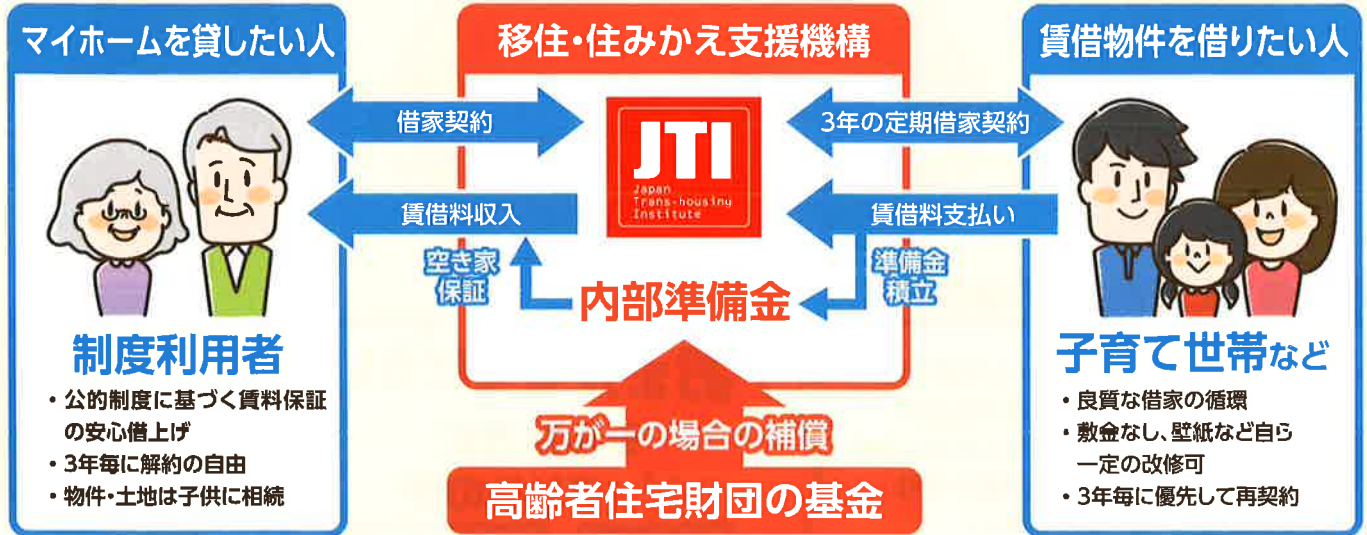 マイホームを貸したい人
移住・住みかえ支援機構
賃借物件を借りたい人
借家契約
3年の定期借家契約
JTI
Japan
Trans-housing
Institute
賃借料収入
賃借料支払い
空き家
保証
準備金
積立
内部準備金
制度利用者
・公的制度に基づく賃料保証
の安心借上げ
・3年毎に解約の自由
・物件・土地は子供に相続
子育て世帯など
・良質な借家の循環
・敷金なし、壁紙など自ら
一定の改修可
・3年毎に優先して再契約
万が一の場合の補償
高齢者住宅財団の基金